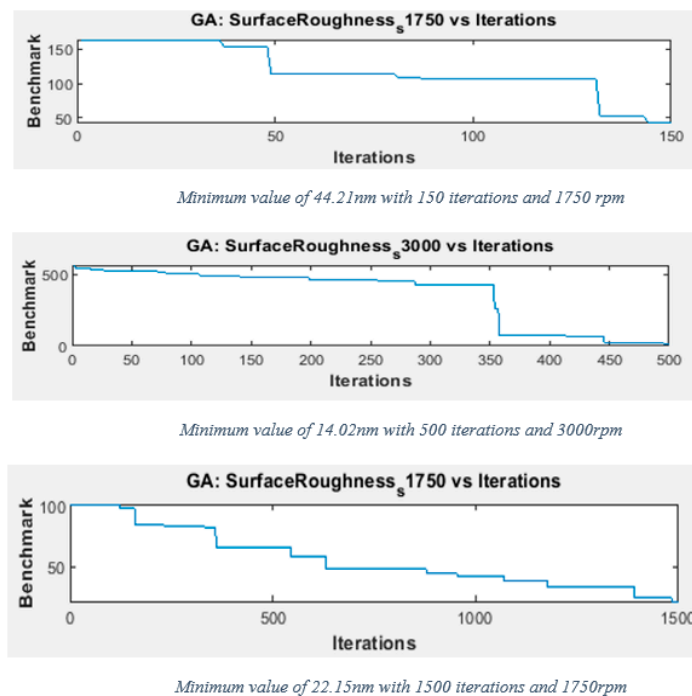 GA: SurfaceRoughness_s1750 vs Iterations
Benchmark
150
100
50
0 50 100 150
Iterations
Minimum value of 44.21nm with 150 iterations and 1750 rpm
GA: SurfaceRoughness_s3000 vs Iterations
Benchmark
500
0
0 50 100 150 200 250 300 350 400 450 500
Iterations
Minimum value of 14.02nm with 500 iterations and 3000rpm
GA: SurfaceRoughness_s1750 vs Iterations
Benchmark
100
50
0 500 1000 1500
Iterations
Minimum value of 22.15nm with 1500 iterations and 1750rpm